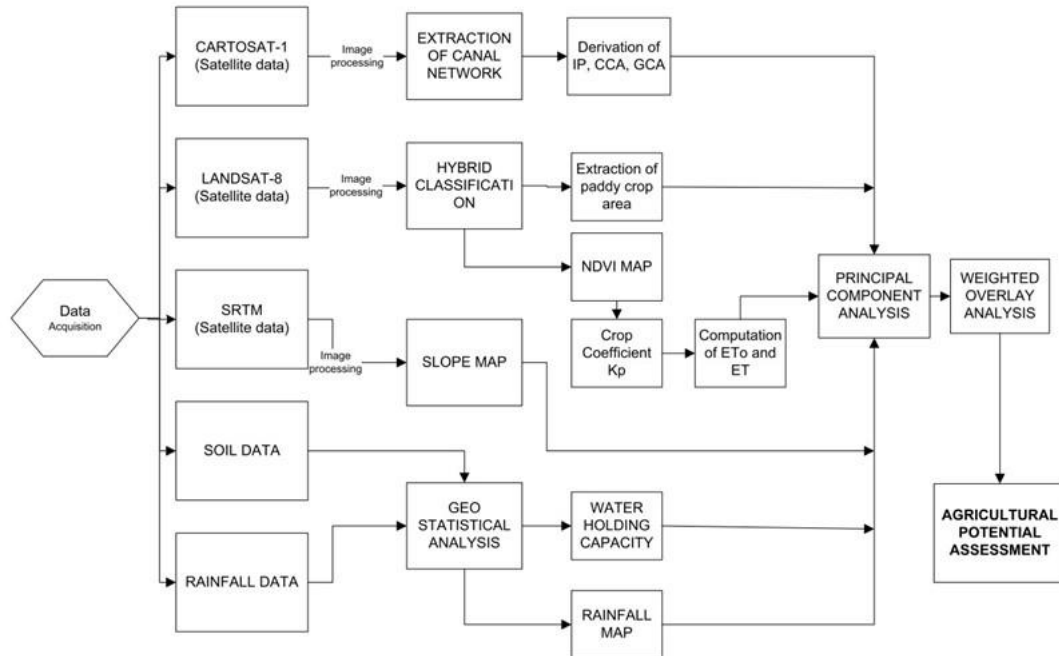 CARTOSAT-1
(Satellite data)
Image
processing
EXTRACTION
OF CANAL
NETWORK
Derivation of
IP, CCA, GCA
LANDSAT-8
(Satellite data)
Image
processing
HYBRID
CLASSIFICATI
ON
Extraction of
paddy crop
area
NDVI MAP
Data
Acquisition
SRTM
(Satellite data)
Image
processing
SLOPE MAP
Crop
Coefficient
Kp
Computation
of ETo and
ET
PRINCIPAL
COMPONENT
ANALYSIS
WEIGHTED
OVERLAY
ANALYSIS
SOIL DATA
GEO
STATISTICAL
ANALYSIS
WATER
HOLDING
CAPACITY
AGRICULTURAL
POTENTIAL
ASSESSMENT
RAINFALL DATA
RAINFALL
MAP